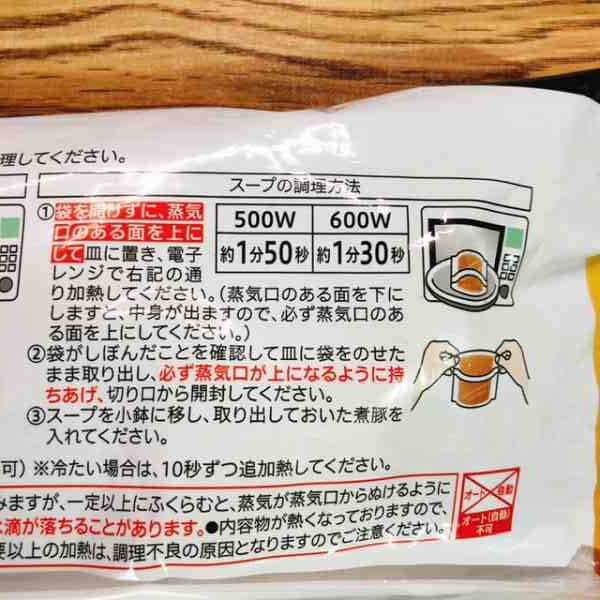 理してください。
スープの調理方法
①袋を開けずに、蒸気
口のある面を上に
して皿に置き、電子
レンジで右記の通
り加熱してください。(蒸気口のある面を下に
しますと、中身が出ますので、必ず蒸気口のあ
る面を上にしてください。)
500W 600W
約1分50秒 約1分30秒
②袋がしぼんだことを確認して皿に袋をのせた
まま取り出し、必ず蒸気口が上になるように持
ちあげ、切り口から開封してください。
③スープを小鉢に移し、取り出しておいた煮豚を
入れてください。
可) ※冷たい場合は、10秒ずつ追加熱してください。
みますが、一定以上にふくらむと、蒸気が蒸気口からぬけるように
滴が落ちることがあります。●内容物が熱くなっておりますので、
要以上の加熱は、調理不良の原因となりますのでご注意ください。
オート 自動
オート(自動)
不可